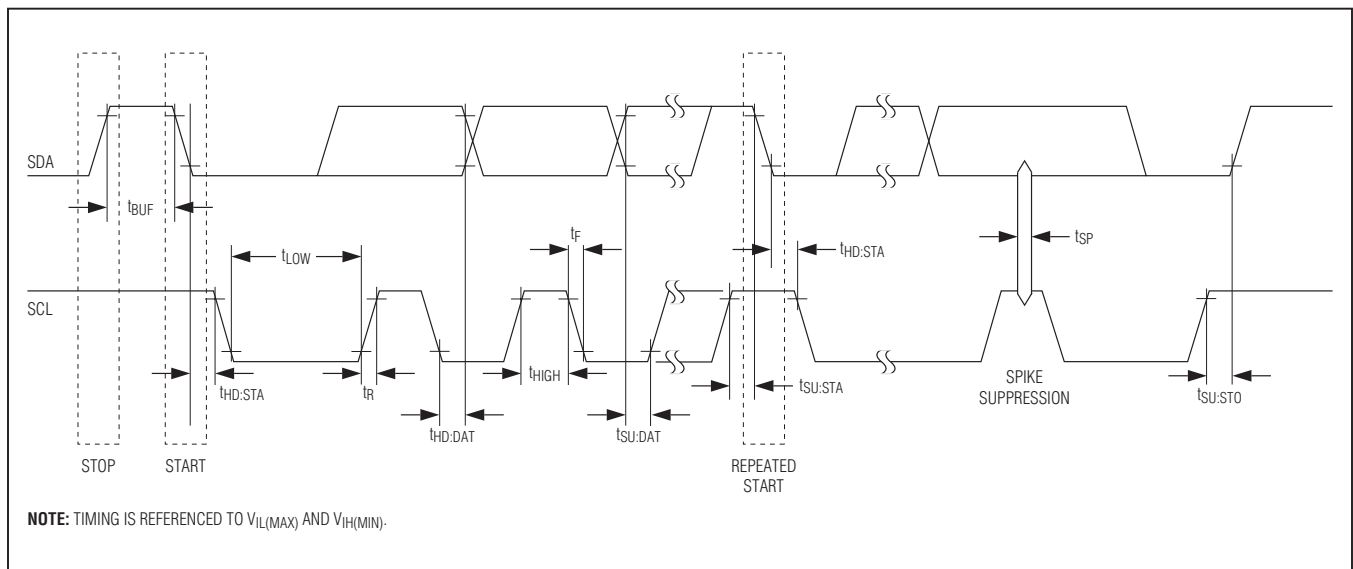 SDA
tBUF
tF
tSP
tLOW
tHD:STA
SCL
tHD:STA
tR
tHIGH
tSU:STA
SPIKE
SUPPRESSION
tSU:STO
tHD:DAT
tSU:DAT
STOP
START
REPEATED
START
NOTE: TIMING IS REFERENCED TO VIL(MAX) AND VIH(MIN).